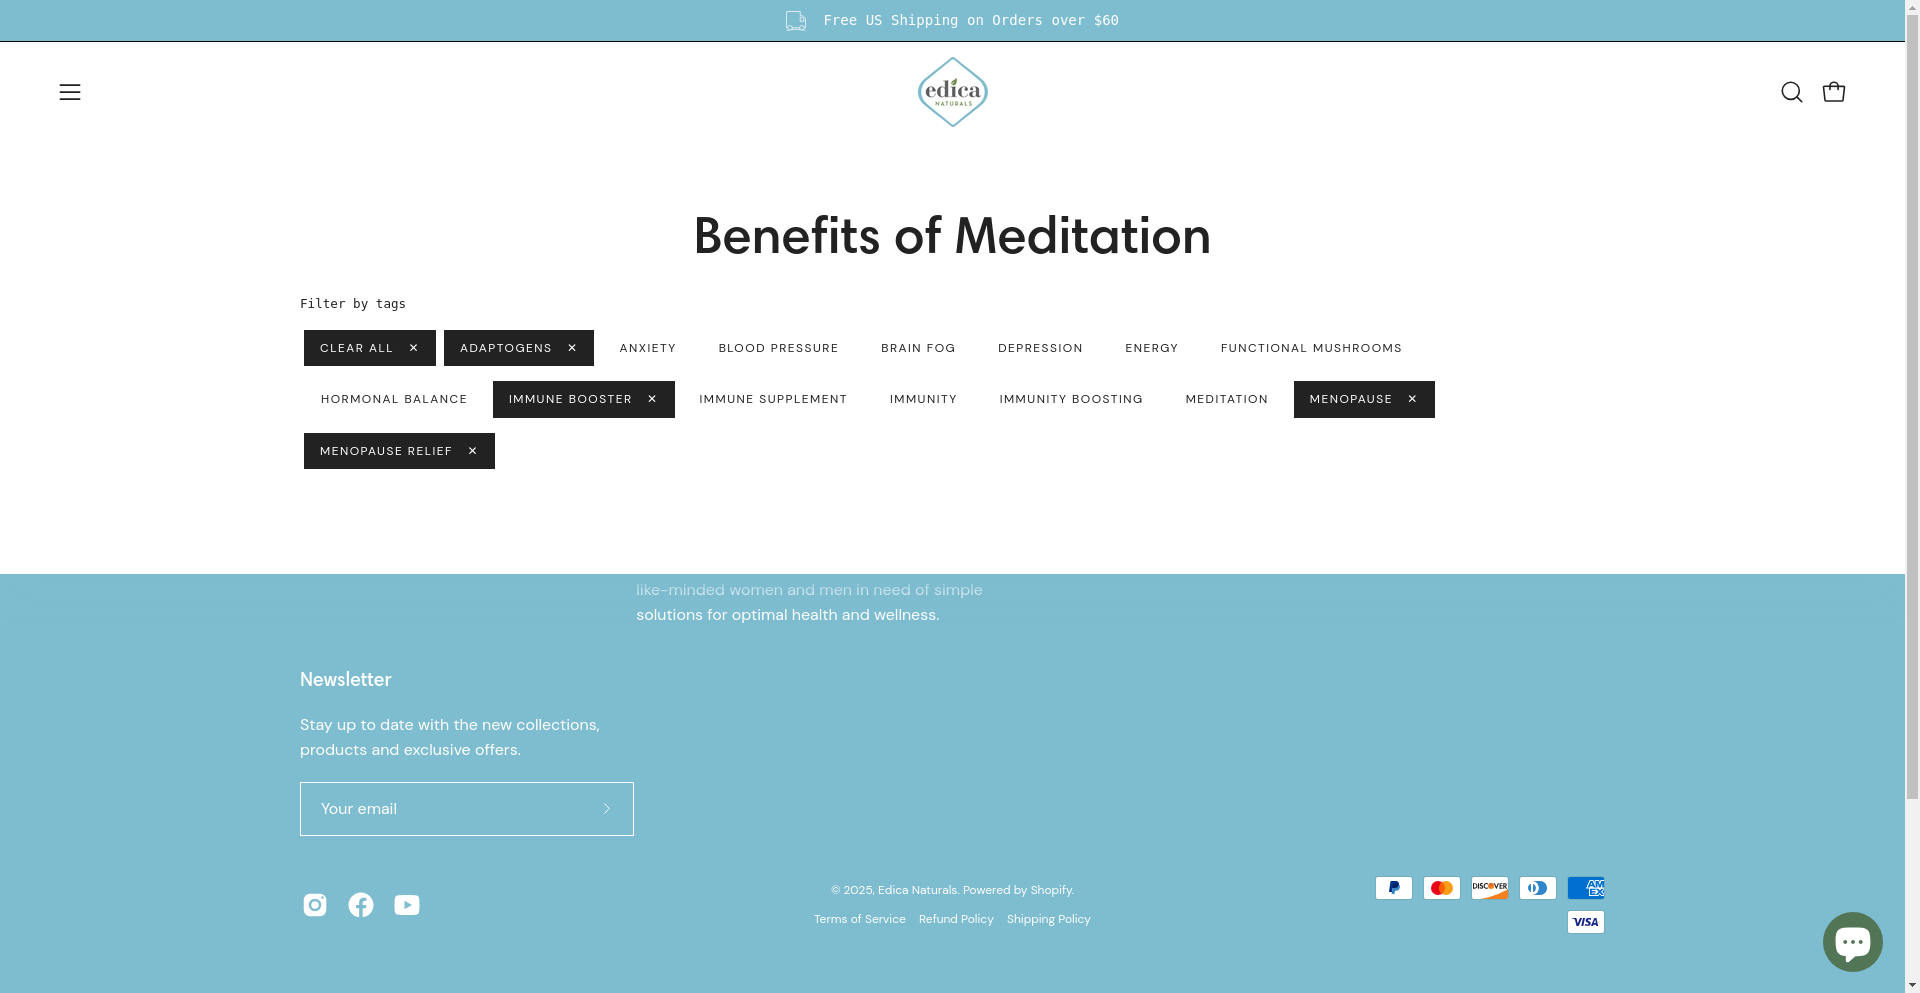 Free US Shipping on Orders over $60
edica
NATURALS
Benefits of Meditation
Filter by tags
CLEAR ALL ✕ ADAPTOGENS ✕ ANXIETY BLOOD PRESSURE BRAIN FOG DEPRESSION ENERGY FUNCTIONAL MUSHROOMS
HORMONAL BALANCE IMMUNE BOOSTER ✕ IMMUNE SUPPLEMENT IMMUNITY IMMUNITY BOOSTING MEDITATION MENOPAUSE ✕
MENOPAUSE RELIEF ✕
like-minded women and men in need of simple
solutions for optimal health and wellness.
Newsletter
Stay up to date with the new collections,
products and exclusive offers.
Your email
© 2025, Edica Naturals. Powered by Shopify.
Terms of Service Refund Policy Shipping Policy
DISCOVER
AM
EX
VISA